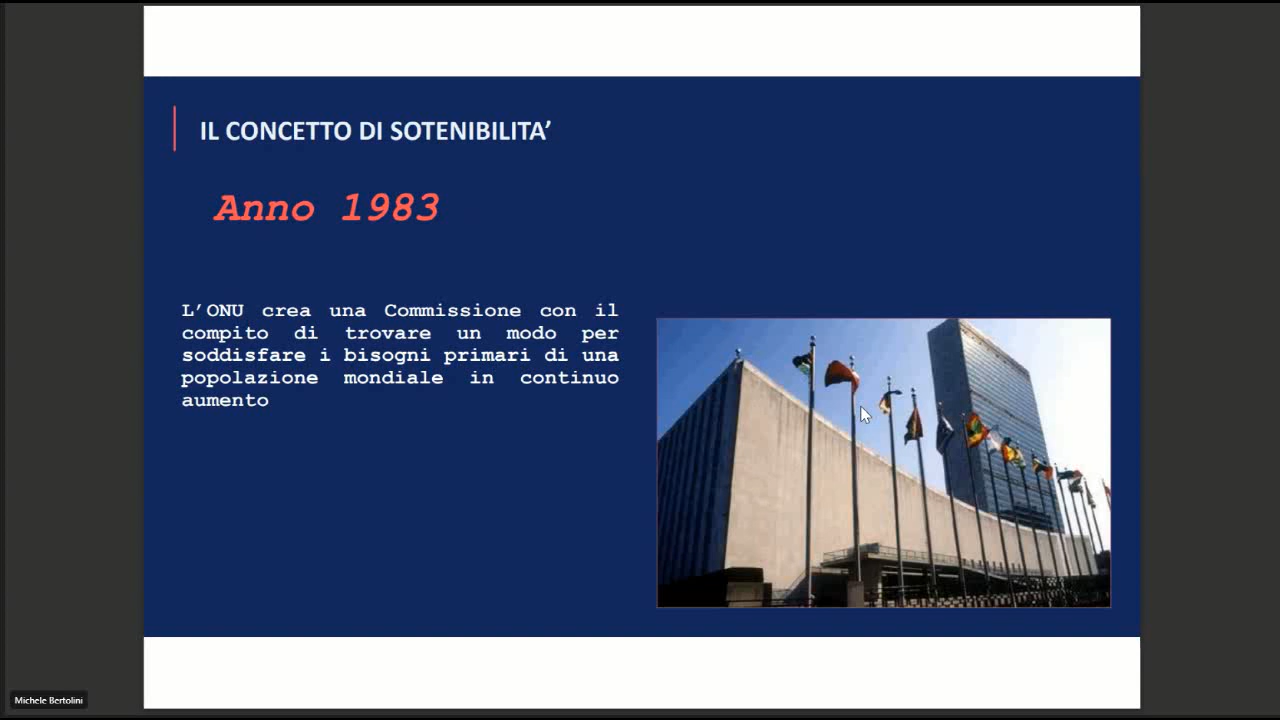 IL CONCETTO DI SOTENIBILITA’
Anno 1983
L’ONU crea una Commissione con il
compito di trovare un modo per
soddisfare i bisogni primari di una
popolazione mondiale in continuo
aumento
Michele Bertolini